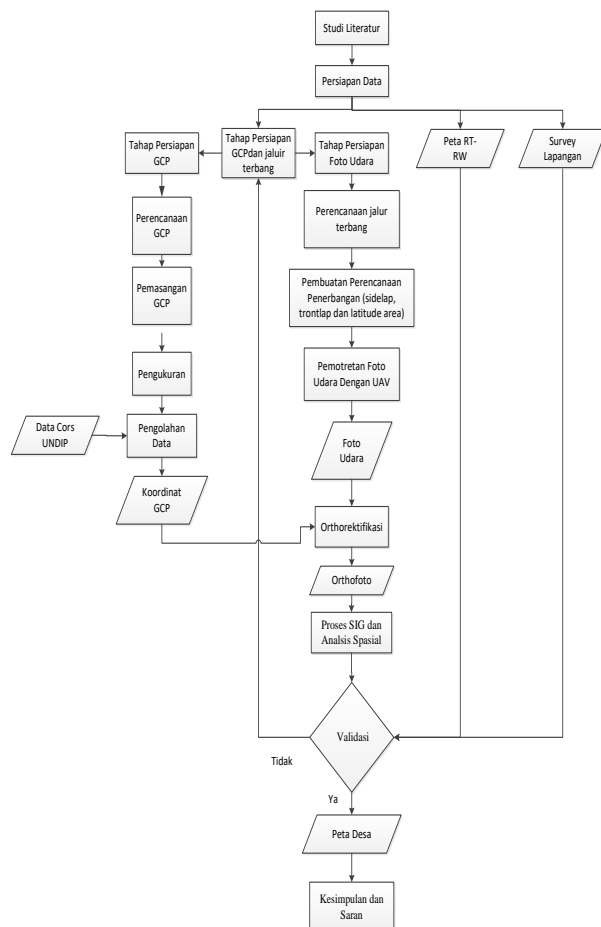 Studi Literatur
Persiapan Data
Tahap Persiapan
GCP
Tahap Persiapan
GCPdan jaluir
terbang
Tahap Persiapan
Foto Udara
Peta RT-
RW
Survey
Lapangan
Perencanaan
GCP
Perencanaan jalur
terbang
Pemasangan
GCP
Pembuatan Perencanaan
Penerbangan (sidelap,
trontlap dan latitude area)
Pengukuran
Pemotretan Foto
Udara Dengan UAV
Data Cors
UNDIP
Pengolahan
Data
Foto
Udara
Koordinat
GCP
Orthorektifikasi
Orthofoto
Proses SIG dan
Analsis Spasial
Validasi
Tidak
Ya
Peta Desa
Kesimpulan dan
Saran